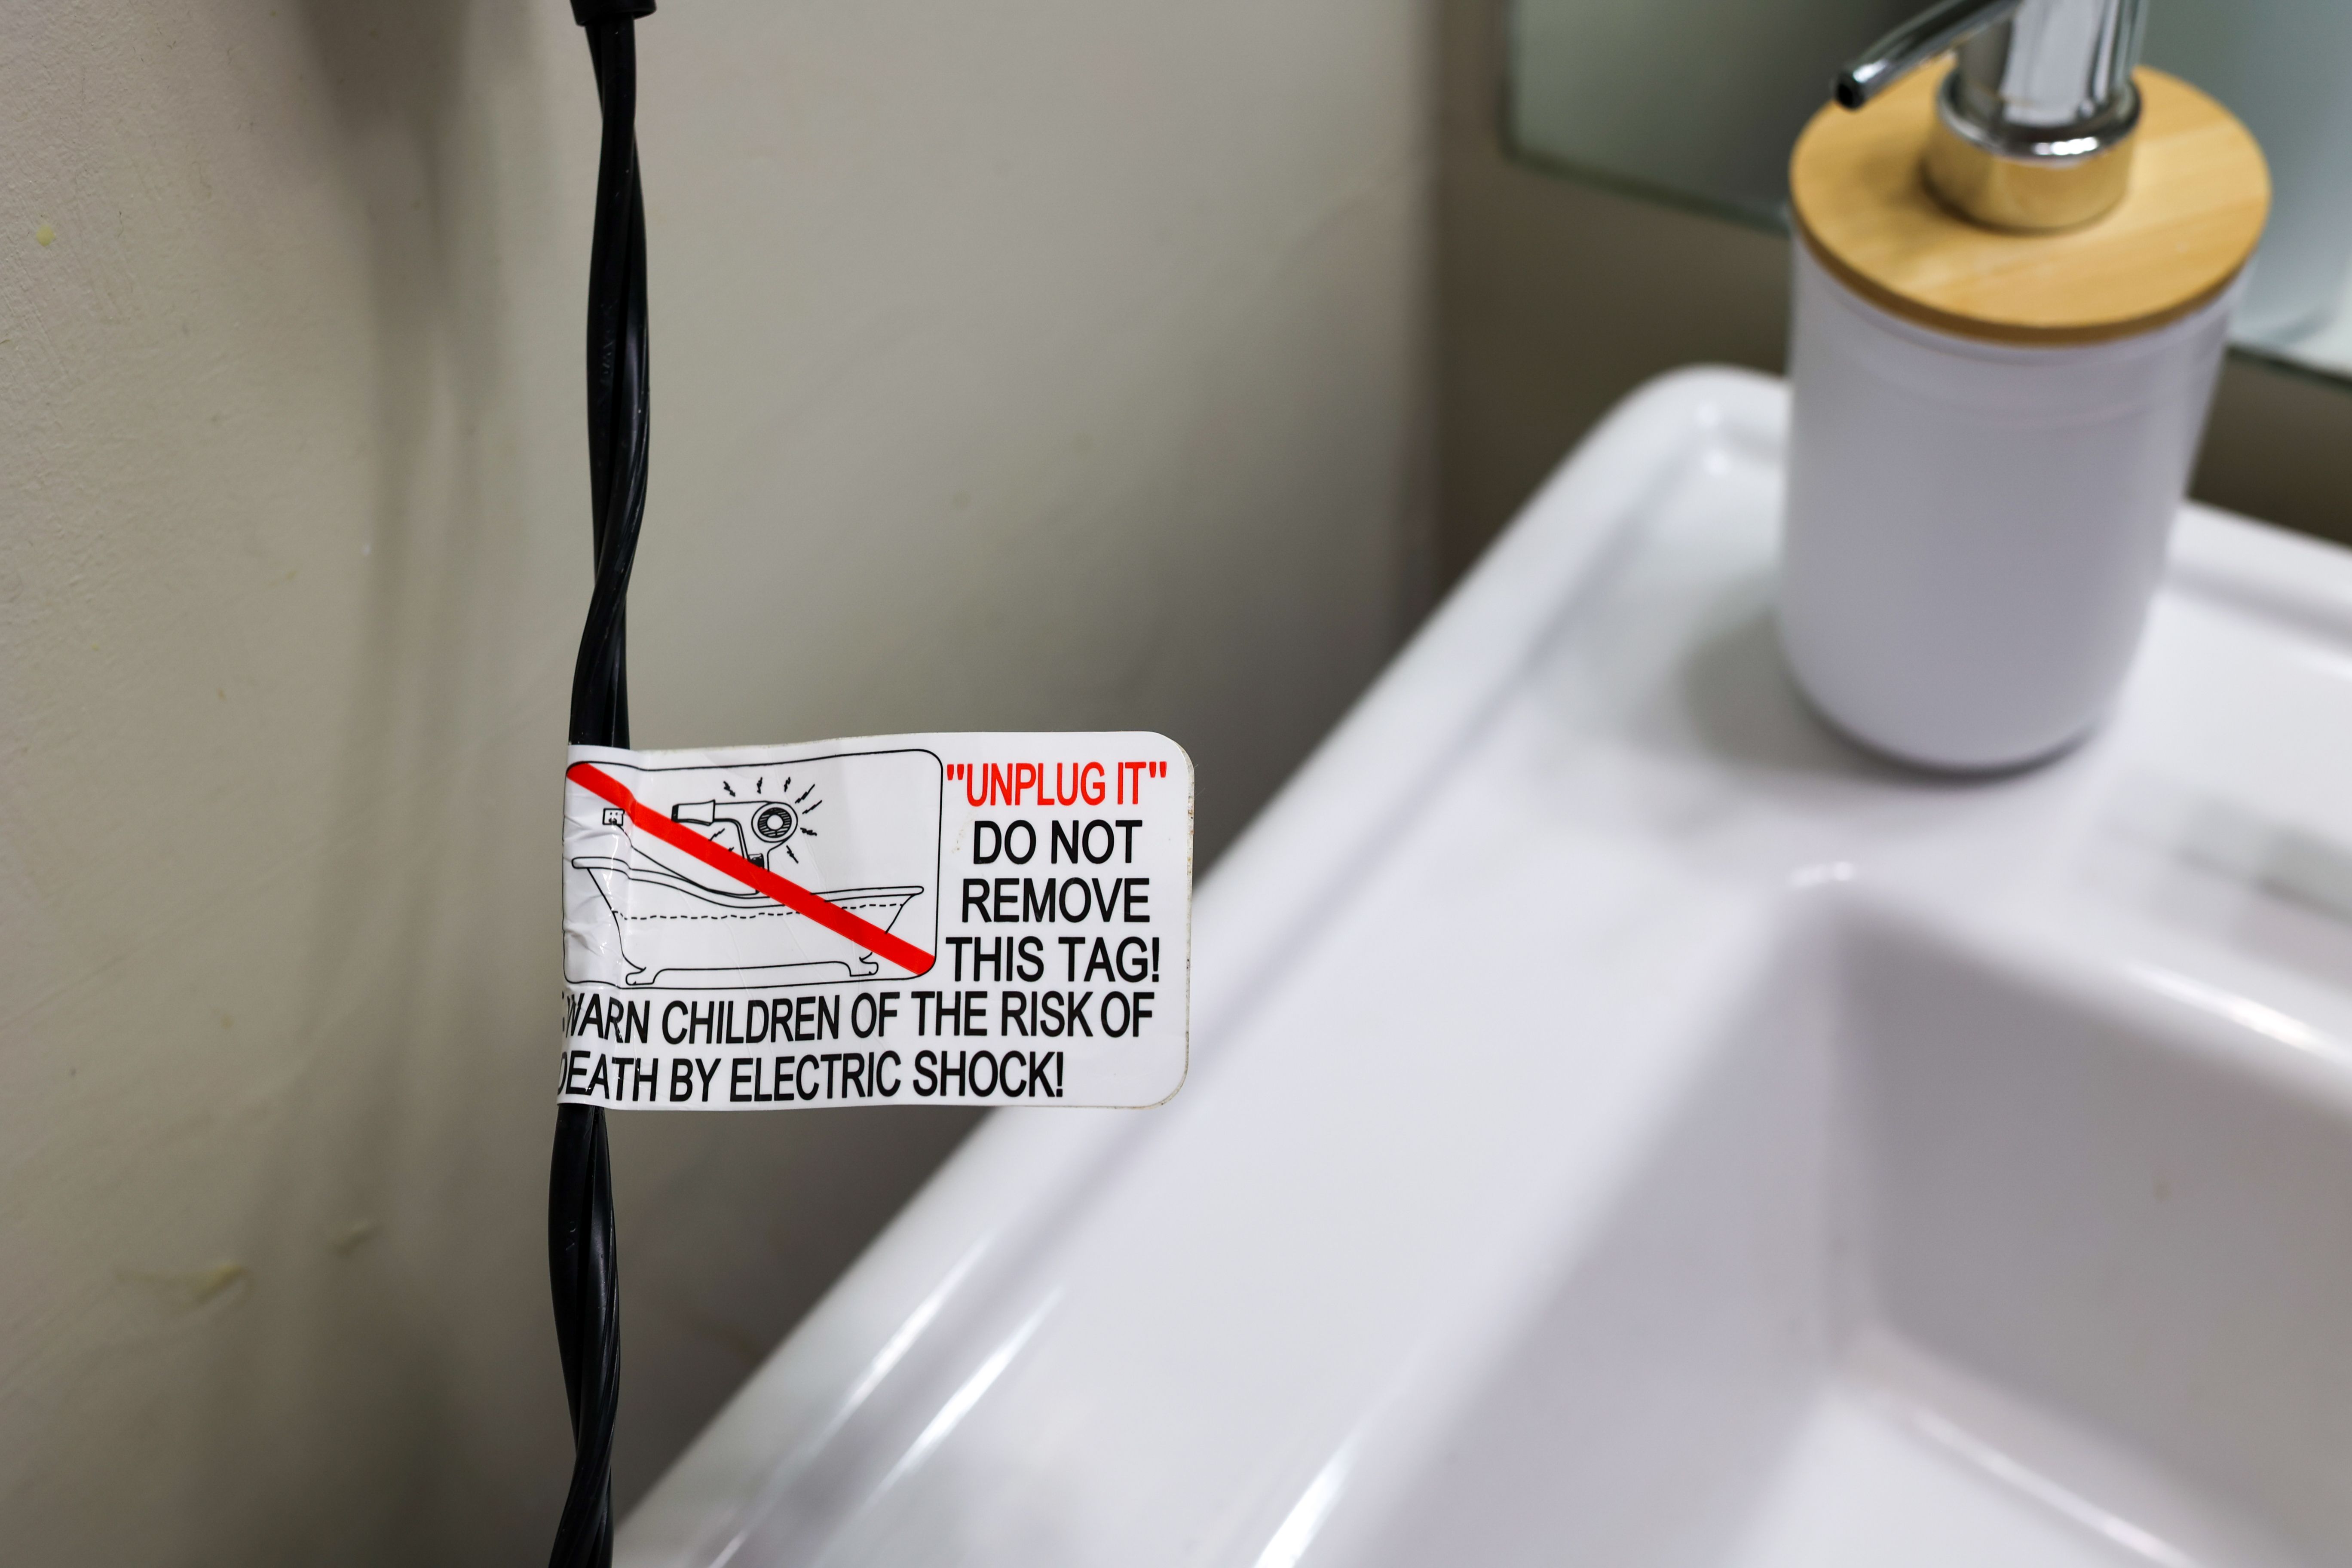 "UNPLUG IT"
DO NOT
REMOVE
THIS TAG!
WARN CHILDREN OF THE RISK OF
DEATH BY ELECTRIC SHOCK!